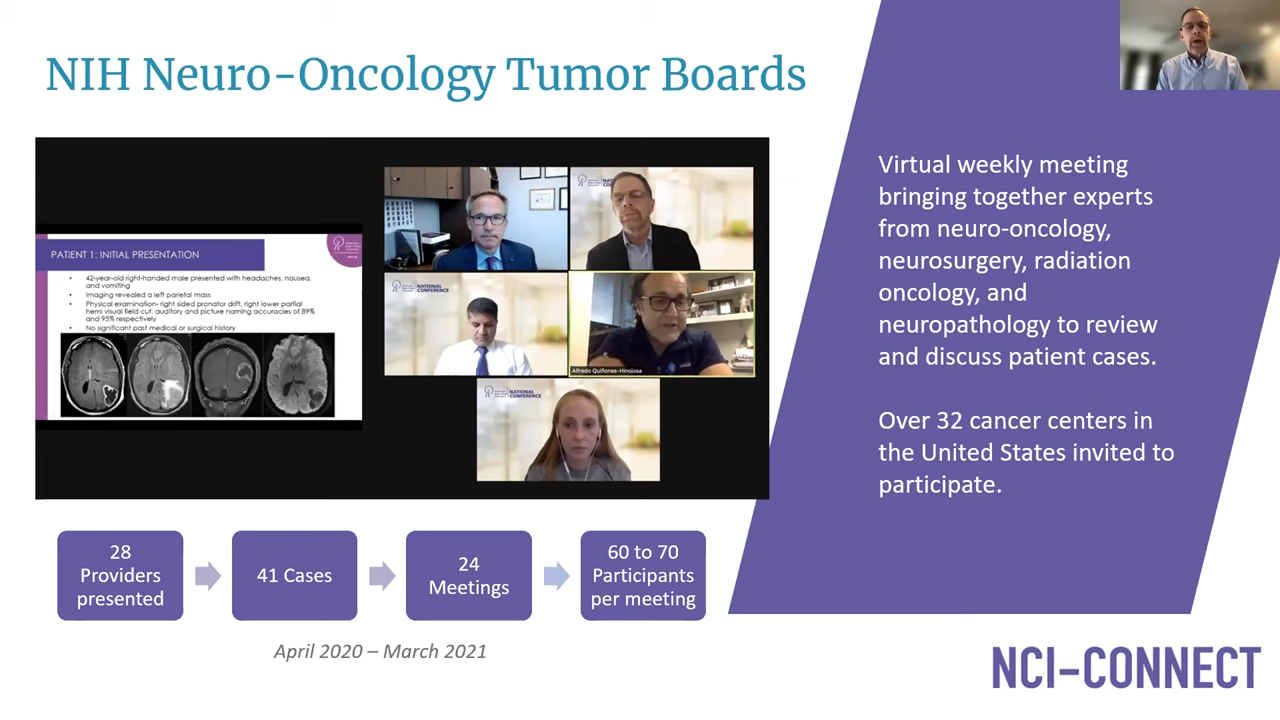 NIH Neuro-Oncology Tumor Boards
PATIENT 1: INITIAL PRESENTATION
• 42-year-old right-handed male presented with headaches, nausea,
and vomiting
• Imaging revealed a left parietal mass
• Physical examination- right sided pronator drift, right lower partial
hemi visual field cut, auditory and picture naming accuracies of 89%
and 95% respectively
• No significant past medical or surgical history
NATIONAL
CONFERENCE
Alfredo Quiñones-Hinojosa
NATIONAL
CONFERENCE
Virtual weekly meeting
bringing together experts
from neuro-oncology,
neurosurgery, radiation
oncology, and
neuropathology to review
and discuss patient cases.
Over 32 cancer centers in
the United States invited to
participate.
28
Providers
presented
41 Cases
24
Meetings
60 to 70
Participants
per meeting
April 2020 – March 2021
NCI-CONNECT